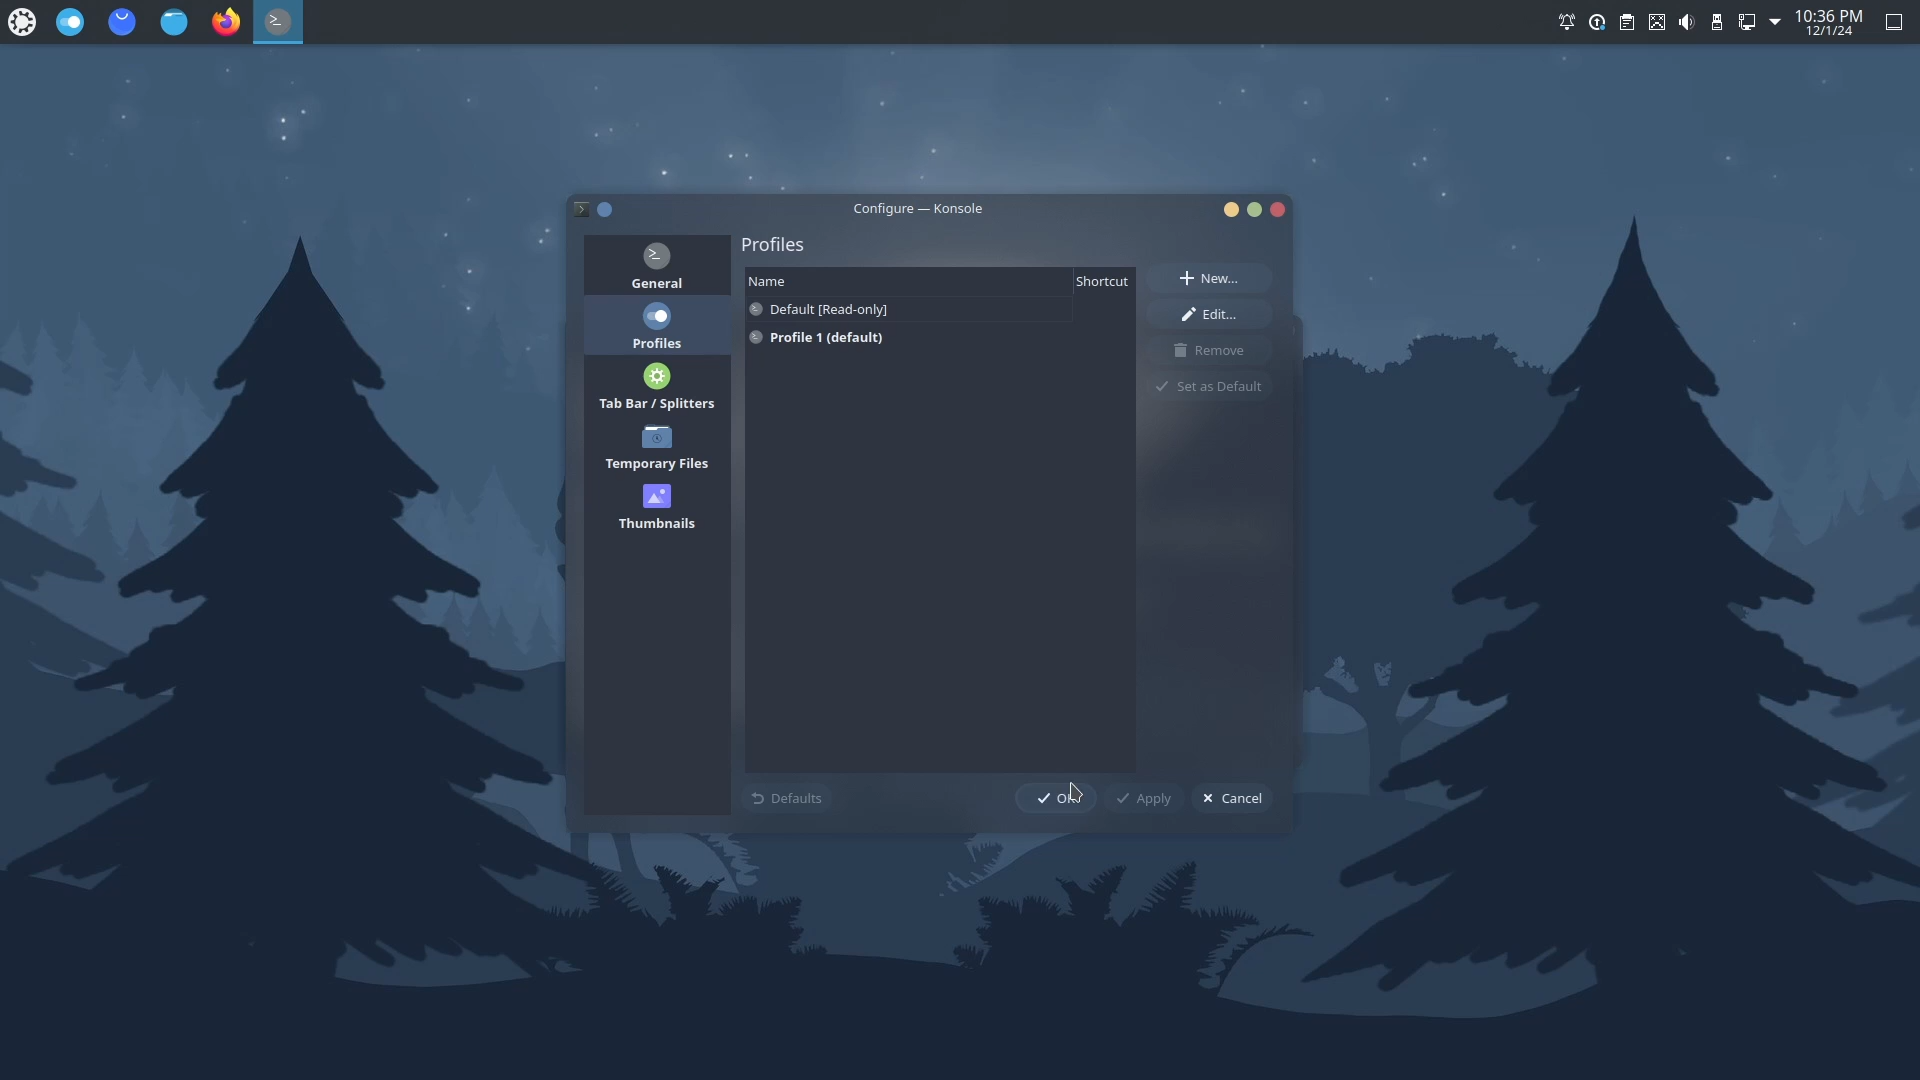 10:36 PM
12/1/24
Configure — Konsole
General
Profiles
Tab Bar / Splitters
Temporary Files
Thumbnails
Profiles
Name Shortcut
Default [Read-only]
Profile 1 (default)
New...
Edit...
Remove
Set as Default
Defaults
OK
Apply
Cancel